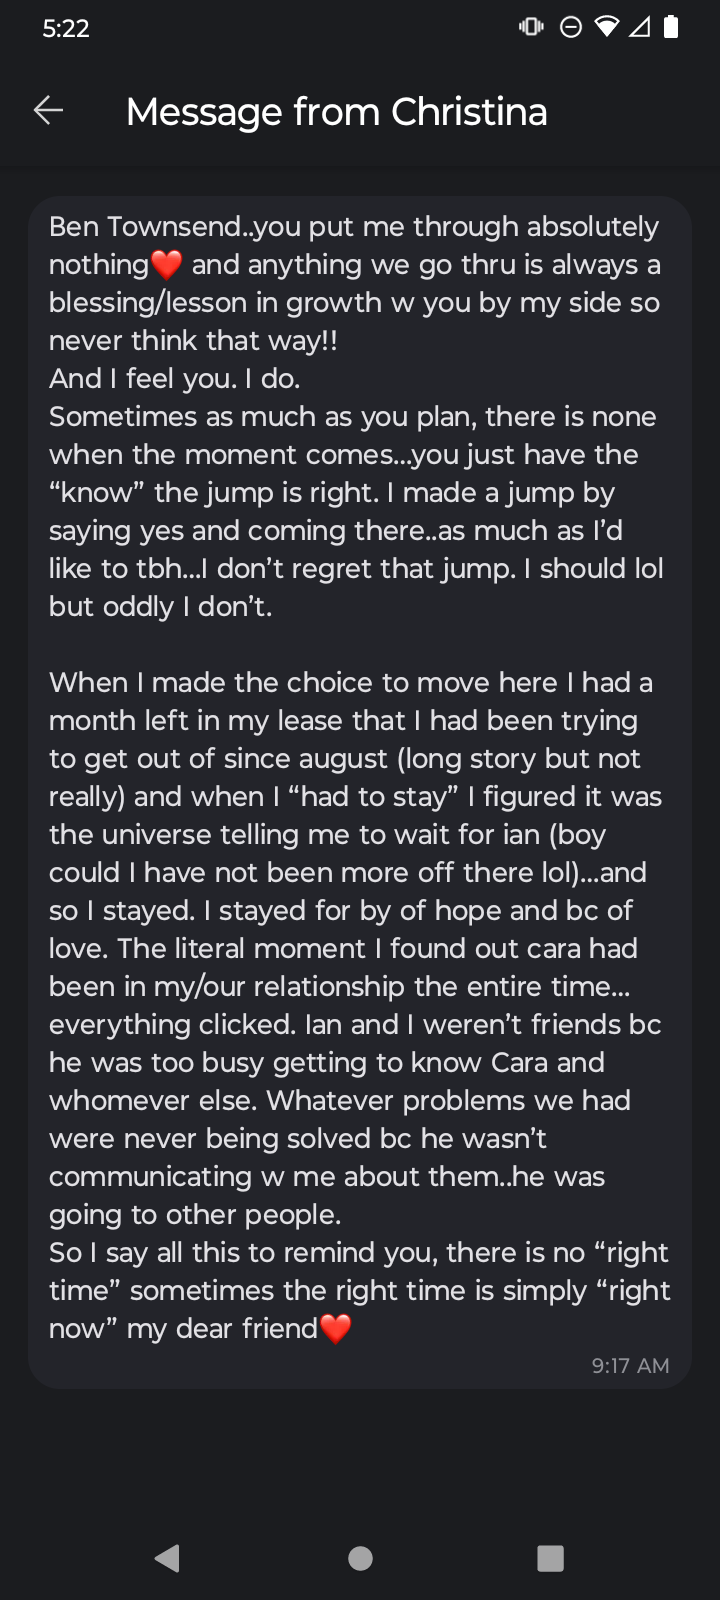 5:22
Message from Christina
Ben Townsend..you put me through absolutely
nothing❤️ and anything we go thru is always a
blessing/lesson in growth w you by my side so
never think that way!!
And I feel you. I do.
Sometimes as much as you plan, there is none
when the moment comes...you just have the
“know” the jump is right. I made a jump by
saying yes and coming there..as much as I’d
like to tbh...I don’t regret that jump. I should lol
but oddly I don’t.
When I made the choice to move here I had a
month left in my lease that I had been trying
to get out of since august (long story but not
really) and when I “had to stay” I figured it was
the universe telling me to wait for ian (boy
could I have not been more off there lol)...and
so I stayed. I stayed for by of hope and bc of
love. The literal moment I found out cara had
been in my/our relationship the entire time...
everything clicked. Ian and I weren’t friends bc
he was too busy getting to know Cara and
whomever else. Whatever problems we had
were never being solved bc he wasn’t
communicating w me about them..he was
going to other people.
So I say all this to remind you, there is no “right
time” sometimes the right time is simply “right
now” my dear friend❤️
9:17 AM